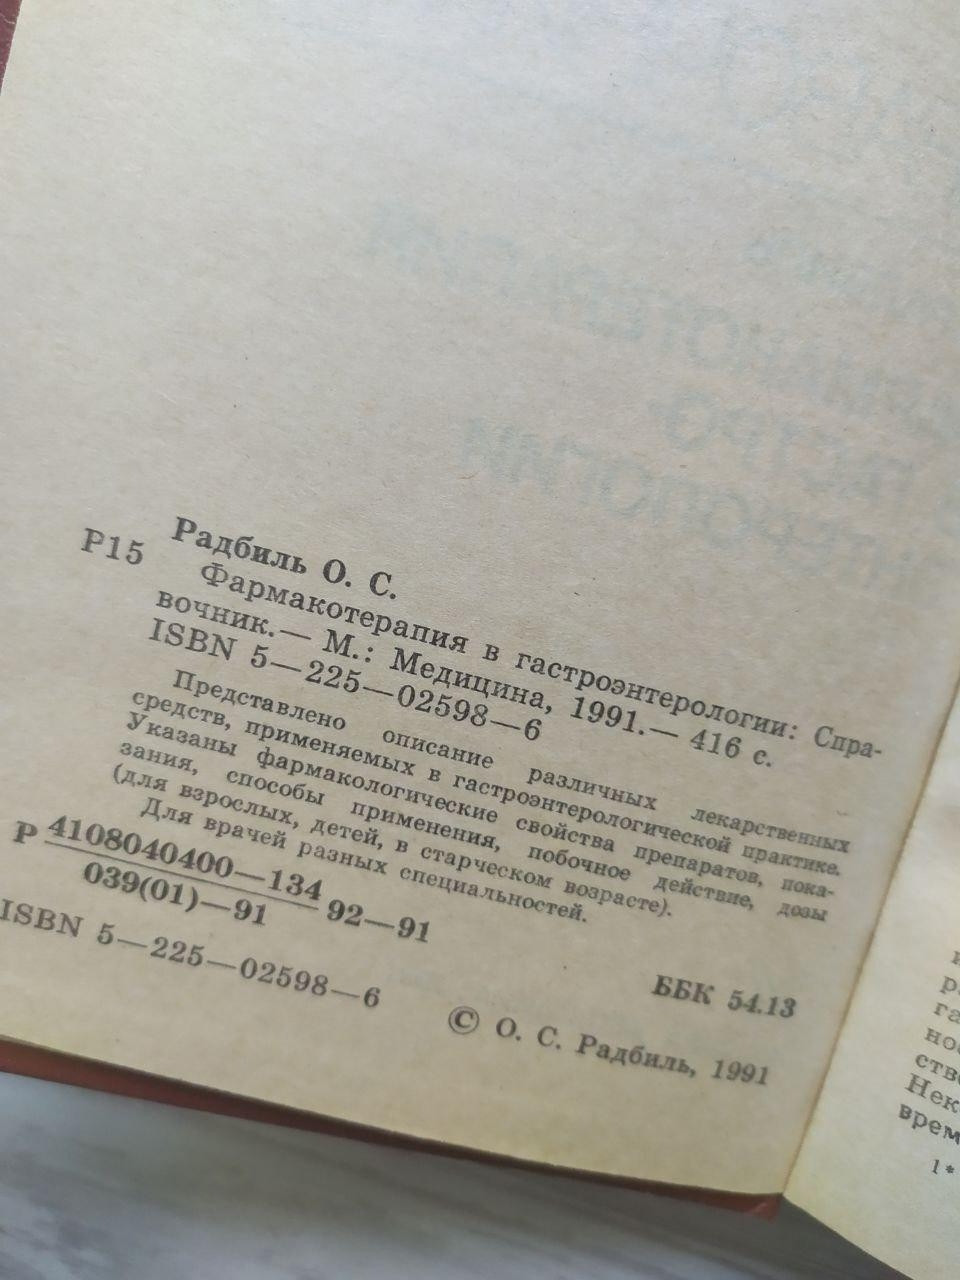 Радбиль О. С.
Р15 Фармакотерапия в гастроэнтерологии: Спра-
вочник.— М.: Медицина, 1991.— 416 с.
ISBN 5—225—02598—6
Представлено описание различных лекарственных
средств, применяемых в гастроэнтерологической практике.
Указаны фармакологические свойства препаратов, пока-
зания, способы применения, побочное действие, дозы
(для взрослых, детей, в старческом возрасте).
Для врачей разных специальностей.
Р 4108040400—134
039(01)—91 92—91
ББК 54.13
ISBN 5—225—02598—6
© О. С. Радбиль, 1991
Нек
врем
1*